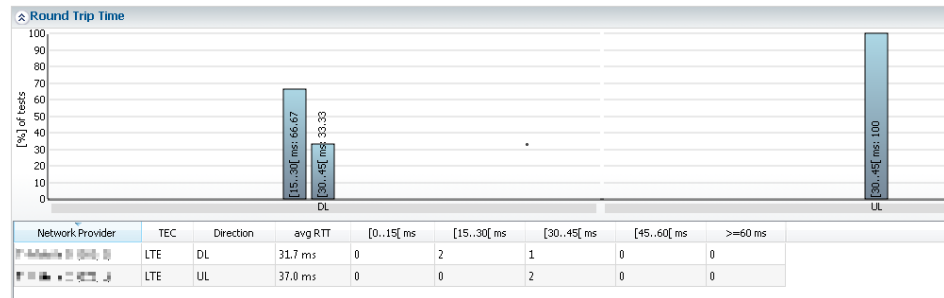 Round Trip Time
100
90
80
70
60
50
40
30
20
10
0
[%] of tests
[15..30[ ms: 66.67
[30..45[ ms: 33.33
[30..45[ ms: 100
DL UL
Network Provider TEC Direction avg RTT [0..15[ ms [15..30[ ms [30..45[ ms [45..60[ ms >=60 ms
LTE DL 31.7 ms 0 2 1 0 0
LTE UL 37.0 ms 0 0 2 0 0